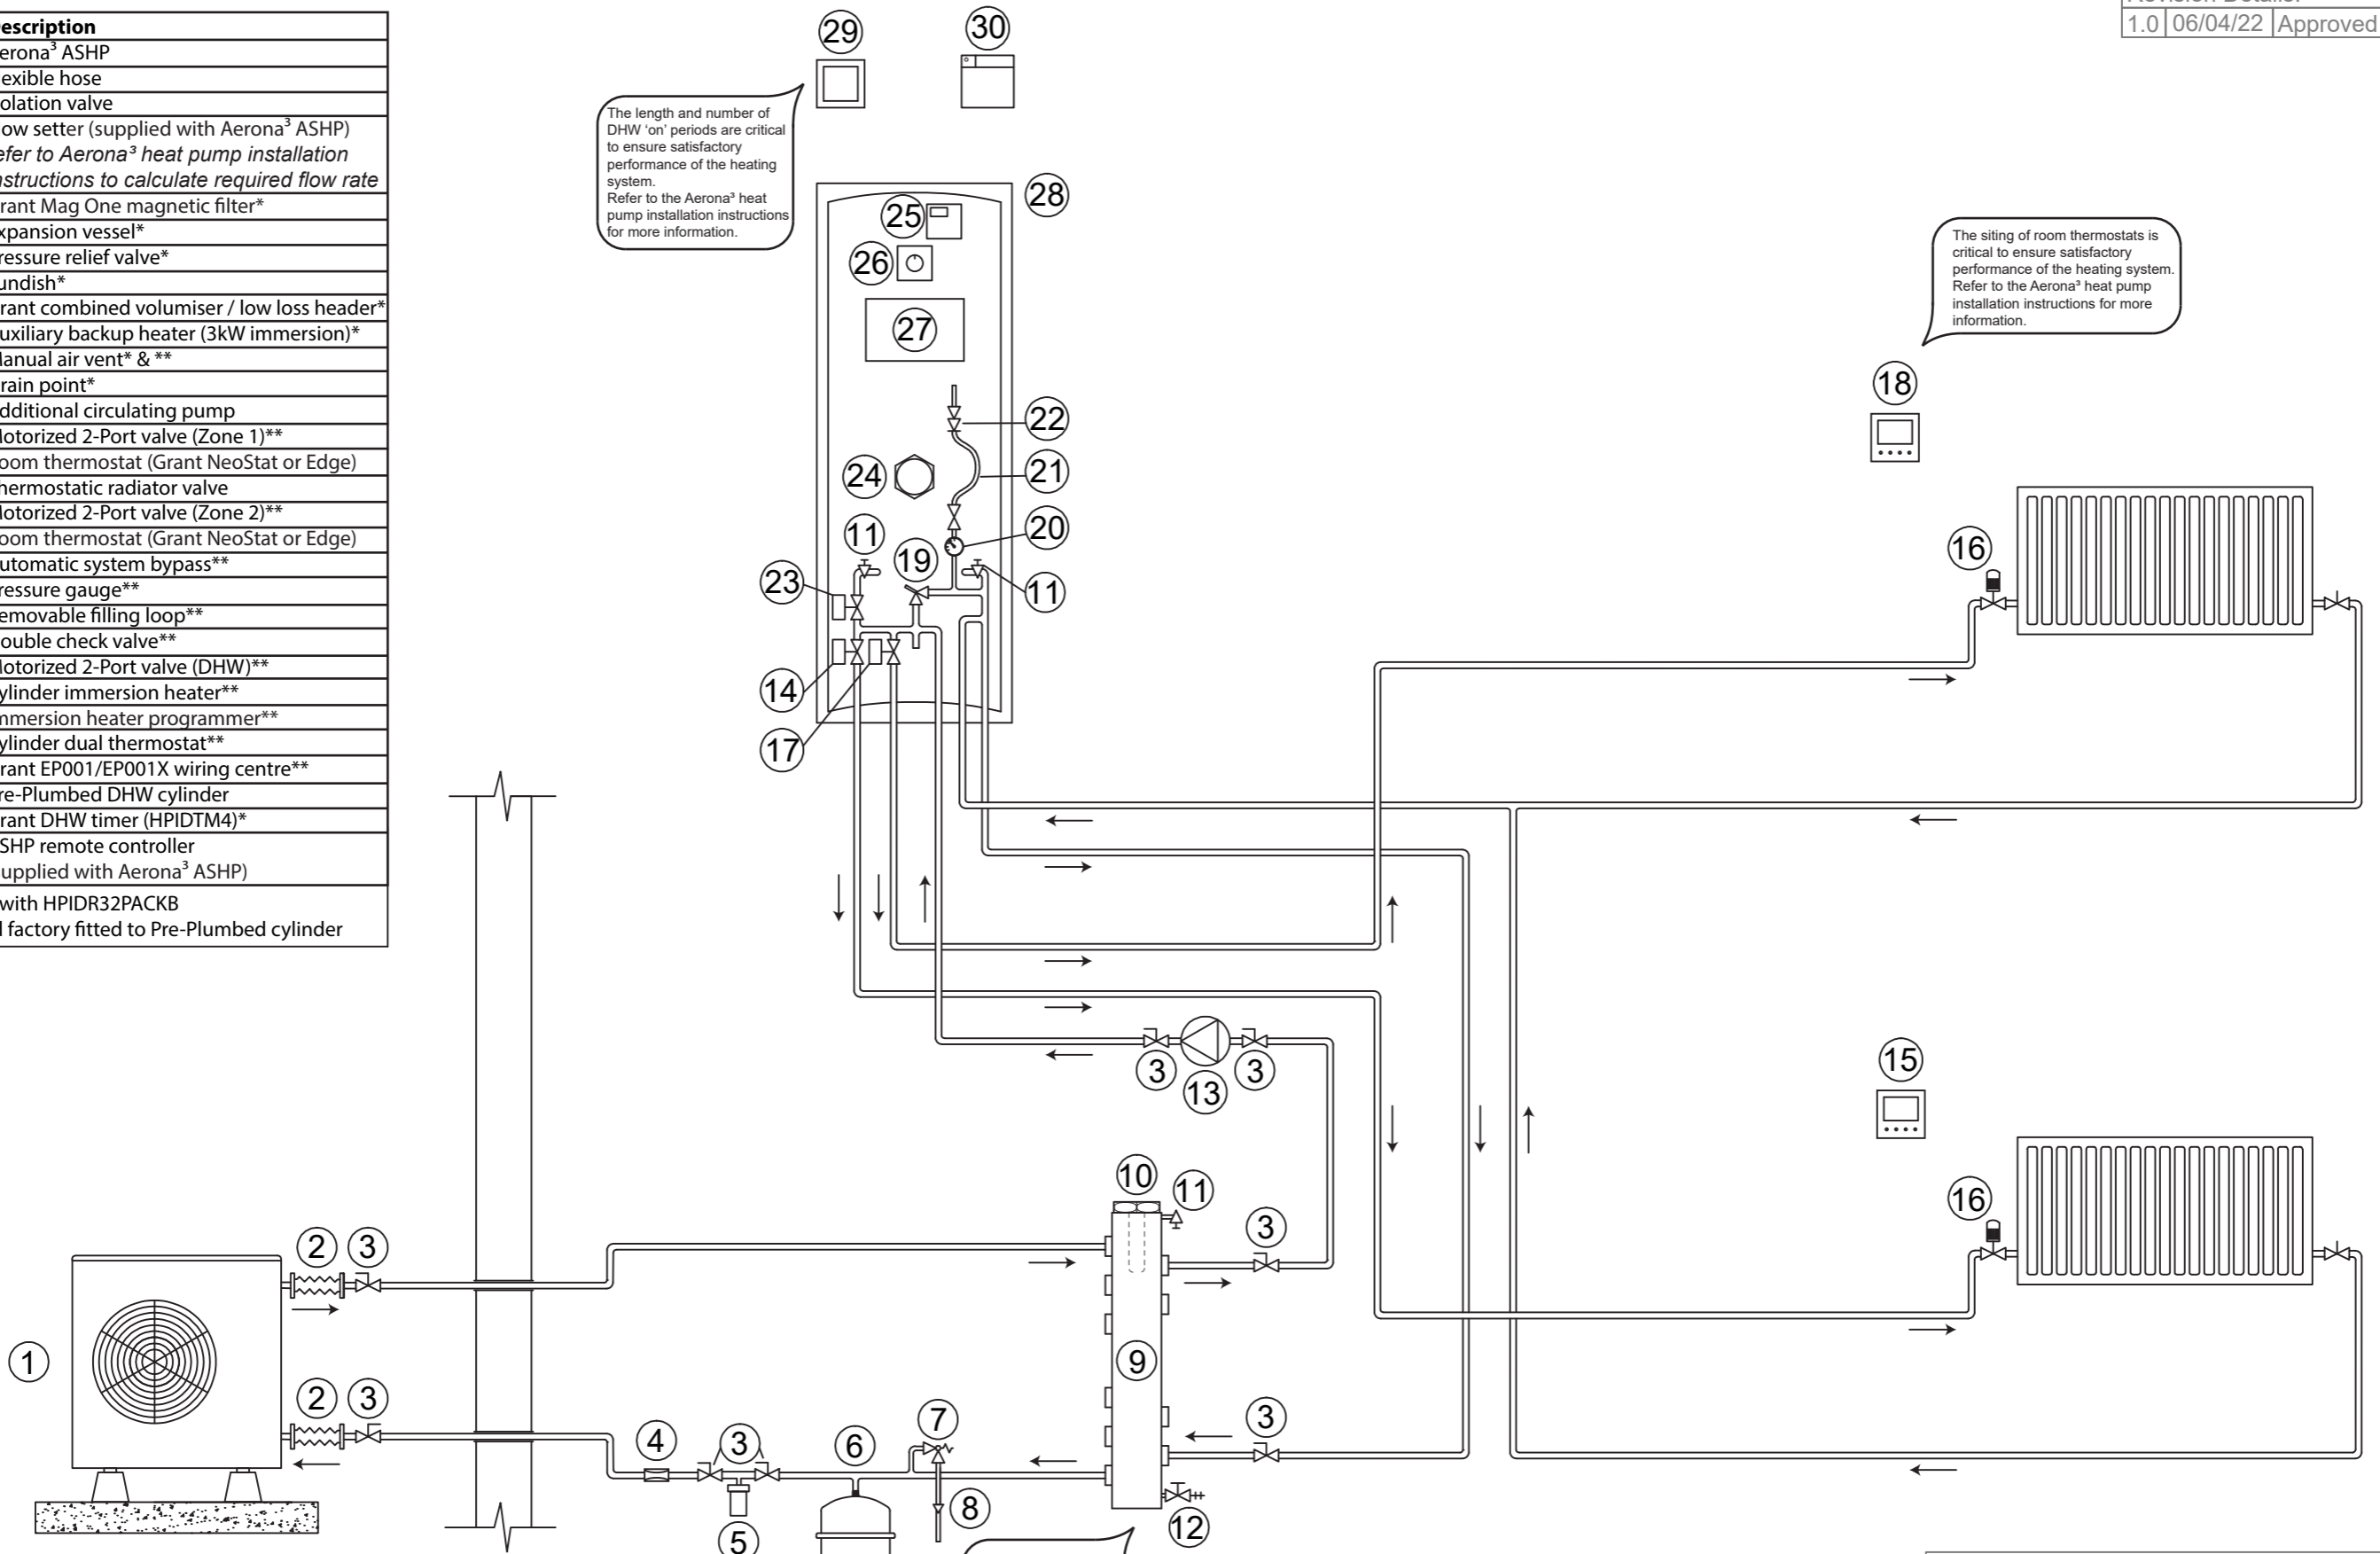 escription
erona³ ASHP
exible hose
olation valve
ow setter (supplied with Aerona³ ASHP)
efer to Aerona³ heat pump installation
nstructions to calculate required flow rate
rant Mag One magnetic filter*
xpansion vessel*
ressure relief valve*
undish*
rant combined volumiser / low loss header*
uxiliary backup heater (3kW immersion)*
Manual air vent* & **
rain point*
dditional circulating pump
Motorized 2-Port valve (Zone 1)**
oom thermostat (Grant NeoStat or Edge)
hermostatic radiator valve
Motorized 2-Port valve (Zone 2)**
oom thermostat (Grant NeoStat or Edge)
utomatic system bypass**
ressure gauge**
emovable filling loop**
ouble check valve**
Motorized 2-Port valve (DHW)**
ylinder immersion heater**
mmersion heater programmer**
ylinder dual thermostat**
rant EP001/EP001X wiring centre**
re-Plumbed DHW cylinder
rant DHW timer (HPIDTM4)*
SHP remote controller
upplied with Aerona³ ASHP)
with HPIDR32PACKB
d factory fitted to Pre-Plumbed cylinder
Revision Details:
1.0 06/04/22 Approved
29
30
The length and number of
DHW ‘on’ periods are critical
to ensure satisfactory
performance of the heating
system.
Refer to the Aerona³ heat
pump installation instructions
for more information.
28
25
26
27
22
24
21
11
19
20
23
11
14
17
The siting of room thermostats is
critical to ensure satisfactory
performance of the heating system.
Refer to the Aerona³ heat pump
installation instructions for more
information.
18
16
3
13
3
15
10
11
16
2
3
3
1
9
2
3
4
3
6
7
3
5
8
12